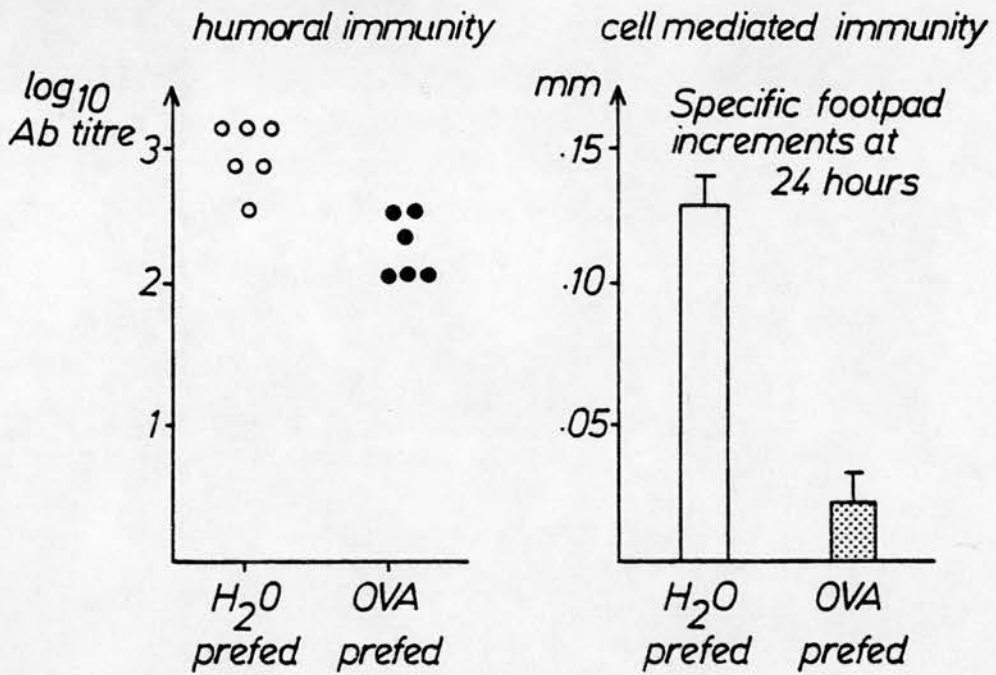 humoral immunity
log10
Ab titre
3
2
1
H2O
prefed
OVA
prefed
cell mediated immunity
mm
Specific footpad
increments at
24 hours
.15
.10
.05
H2O
prefed
OVA
prefed